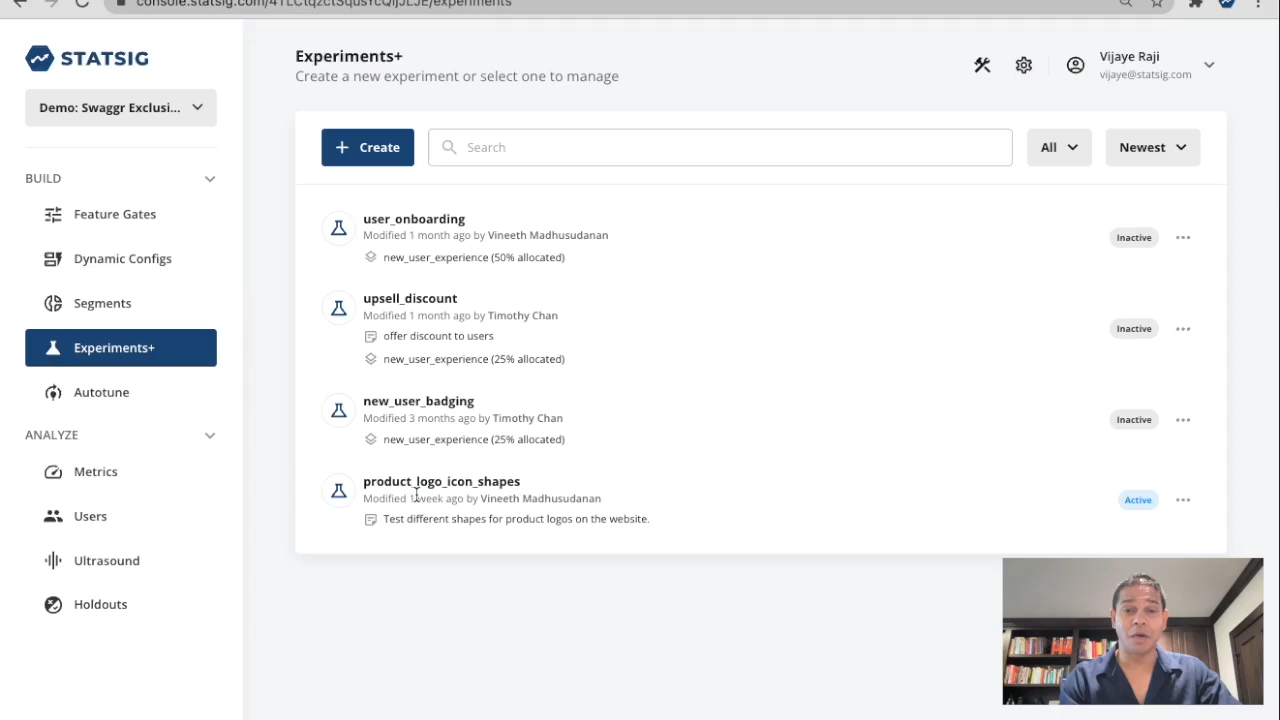 console.statsig.com/4TLCtqzctSqusYcQijJLJE/experiments
STATSIG
Demo: Swaggr Exclusi...
BUILD
Feature Gates
Dynamic Configs
Segments
Experiments+
Autotune
ANALYZE
Metrics
Users
Ultrasound
Holdouts
Experiments+
Create a new experiment or select one to manage
Vijaye Raji
vijaye@statsig.com
+ Create
Search
All
Newest
user_onboarding
Modified 1 month ago by Vineeth Madhusudanan
new_user_experience (50% allocated)
Inactive
upsell_discount
Modified 1 month ago by Timothy Chan
offer discount to users
new_user_experience (25% allocated)
Inactive
new_user_badging
Modified 3 months ago by Timothy Chan
new_user_experience (25% allocated)
Inactive
product_logo_icon_shapes
Modified 1 week ago by Vineeth Madhusudanan
Test different shapes for product logos on the website.
Active